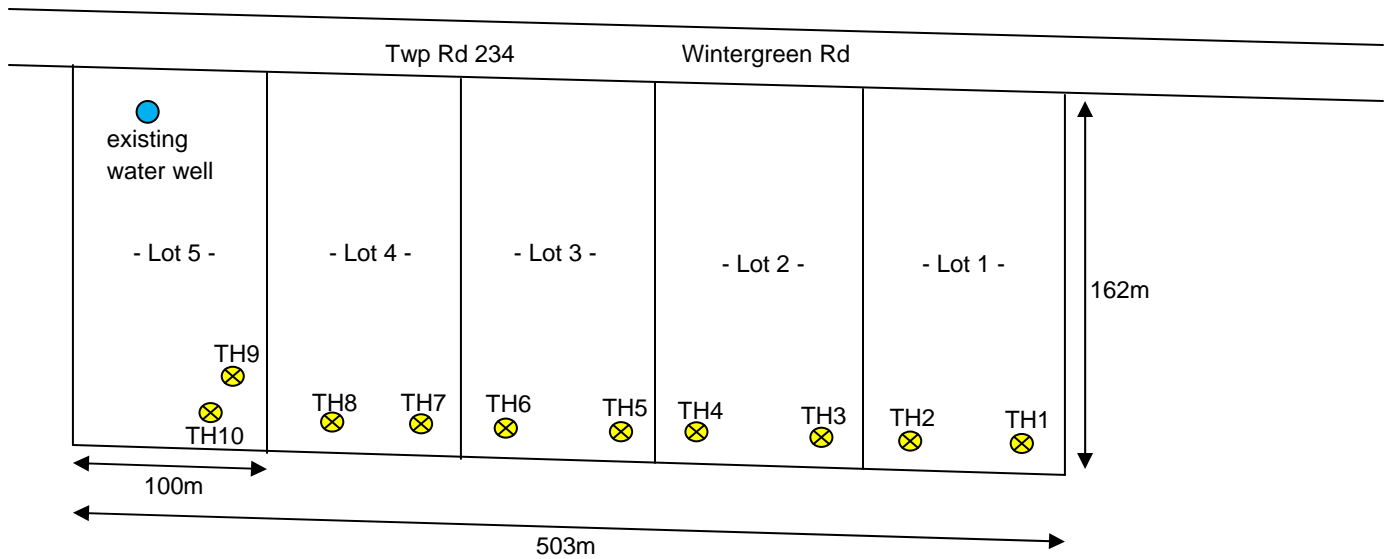 Twp Rd 234 Wintergreen Rd
existing
water well
- Lot 5 -
- Lot 4 -
- Lot 3 -
- Lot 2 -
- Lot 1 -
162m
TH9
TH10
TH8
TH7
TH6
TH5
TH4
TH3
TH2
TH1
100m
503m